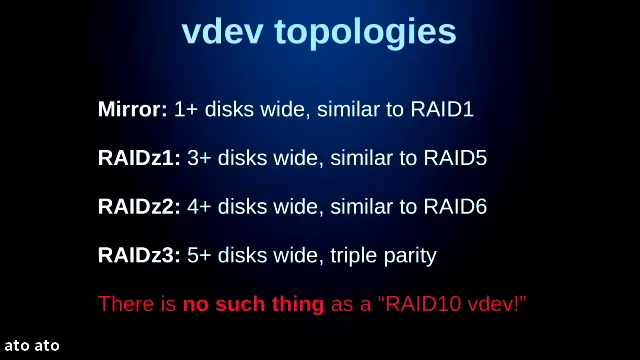 vdev topologies
Mirror: 1+ disks wide, similar to RAID1
RAIDz1: 3+ disks wide, similar to RAID5
RAIDz2: 4+ disks wide, similar to RAID6
RAIDz3: 5+ disks wide, triple parity
There is no such thing as a “RAID10 vdev!”
ato ato